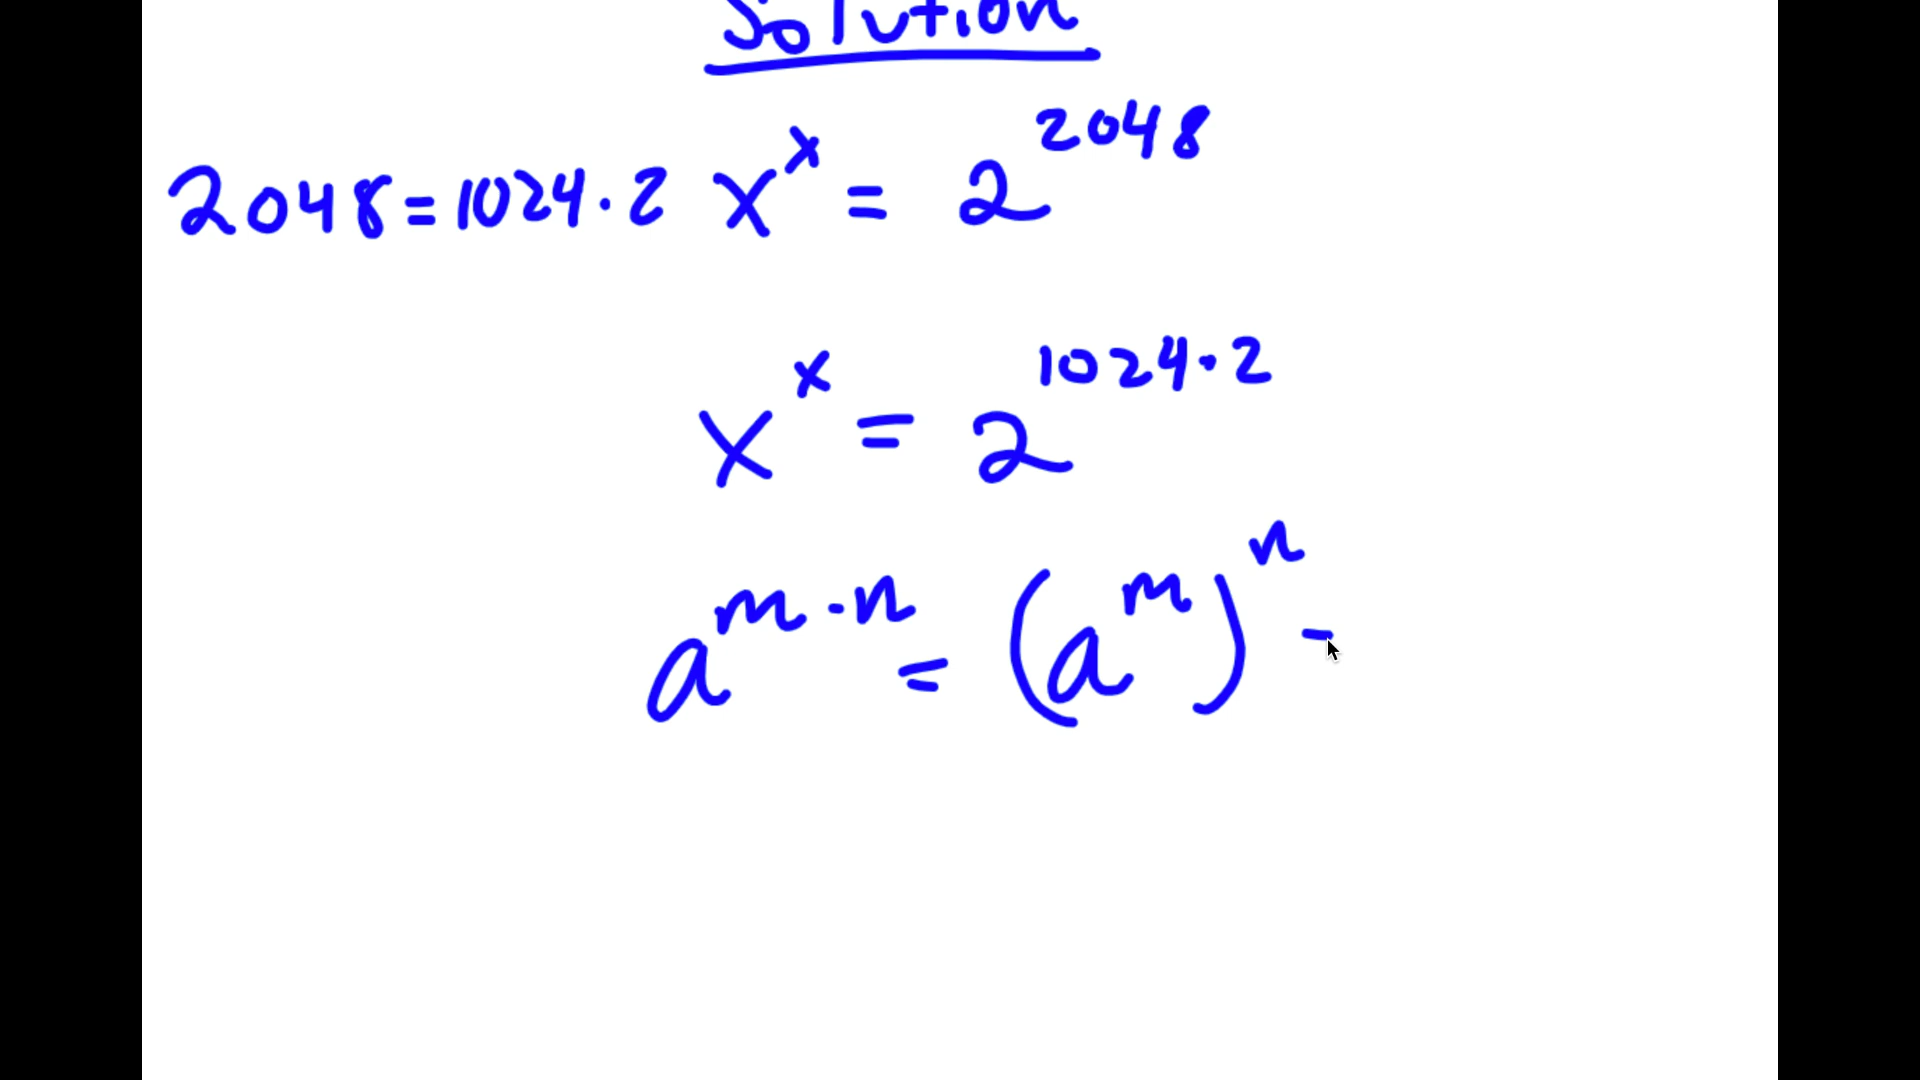 Solution
2048=1024·2 x^x = 2^2048
x^x = 2^1024·2
a^m·n = (a^m)^n -